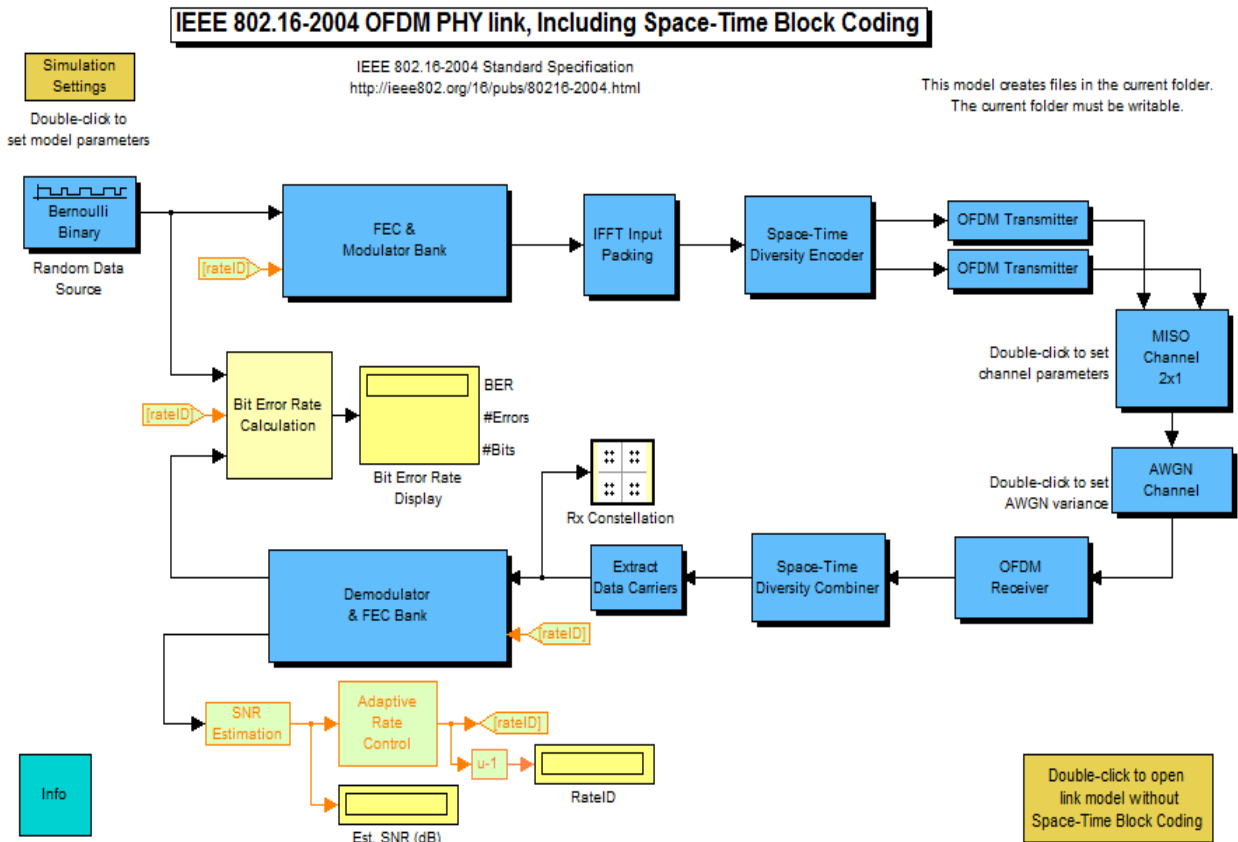 IEEE 802.16-2004 OFDM PHY link, Including Space-Time Block Coding
Simulation
Settings
Double-click to
set model parameters
IEEE 802.16-2004 Standard Specification
http://ieee802.org/16/pubs/80216-2004.html
This model creates files in the current folder.
The current folder must be writable.
Bernoulli
Binary
Random Data
Source
[rateID]
FEC &
Modulator Bank
IFFT Input
Packing
Space-Time
Diversity Encoder
OFDM Transmitter
OFDM Transmitter
Double-click to set
channel parameters
MISO
Channel
2x1
[rateID]
Bit Error Rate
Calculation
BER
#Errors
#Bits
Bit Error Rate
Display
Rx Constellation
Double-click to set
AWGN variance
AWGN
Channel
Demodulator
& FEC Bank
[rateID]
Extract
Data Carriers
Space-Time
Diversity Combiner
OFDM
Receiver
SNR
Estimation
Adaptive
Rate
Control
[rateID]
u-1
RateID
Est. SNR (dB)
Info
Double-click to open
link model without
Space-Time Block Coding